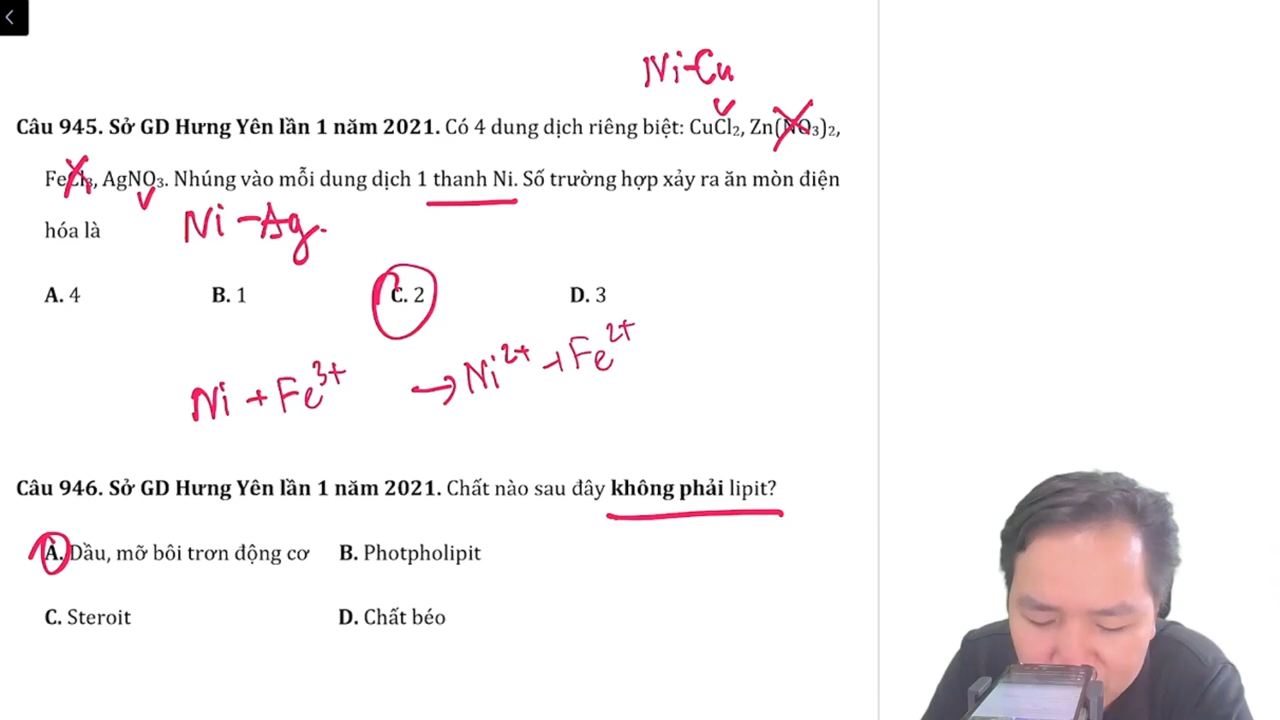 Ni-Cu
Câu 945. Sở GD Hưng Yên lần 1 năm 2021. Có 4 dung dịch riêng biệt: CuCl₂, Zn(NO₃)₂,
FeCl₃, AgNO₃. Nhúng vào mỗi dung dịch 1 thanh Ni. Số trường hợp xảy ra ăn mòn điện
hóa là
Ni-Ag.
A. 4 B. 1 C. 2 D. 3
Ni + Fe³⁺ → Ni²⁺ + Fe²⁺
Câu 946. Sở GD Hưng Yên lần 1 năm 2021. Chất nào sau đây không phải lipit?
A. Dầu, mỡ bôi trơn động cơ B. Photpholipit
C. Steroit D. Chất béo